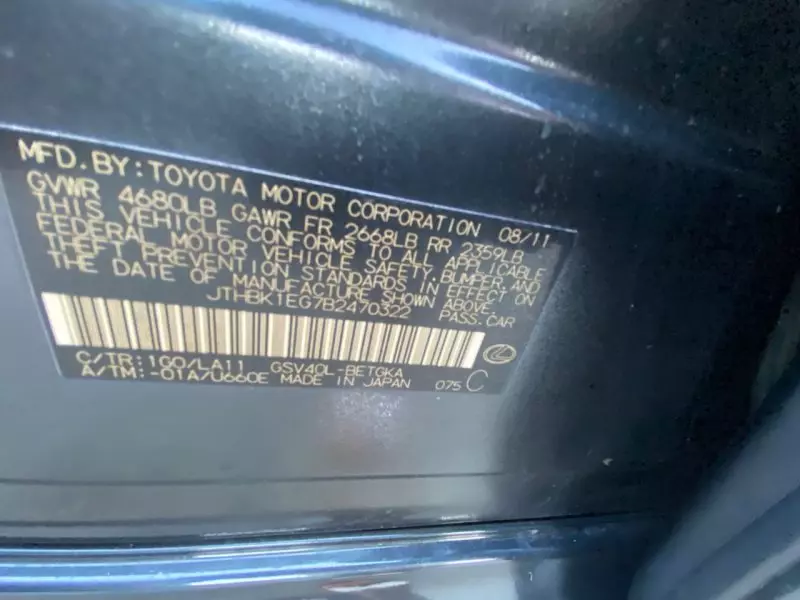 MFD. BY: TOYOTA MOTOR CORPORATION 08/11
GVWR 4680LB GAWR FR 2668LB RR 2359LB
THIS VEHICLE CONFORMS TO ALL APPLICABLE
FEDERAL MOTOR VEHICLE SAFETY, BUMPER, AND
THEFT PREVENTION STANDARDS IN EFFECT ON
THE DATE OF MANUFACTURE SHOWN ABOVE.
JTHBK1EG7B2470322 PASS. CAR
C/TR: 1G0/LA11 GSV40L-BETGKA
A/TM: -01A/U660E MADE IN JAPAN 075 C